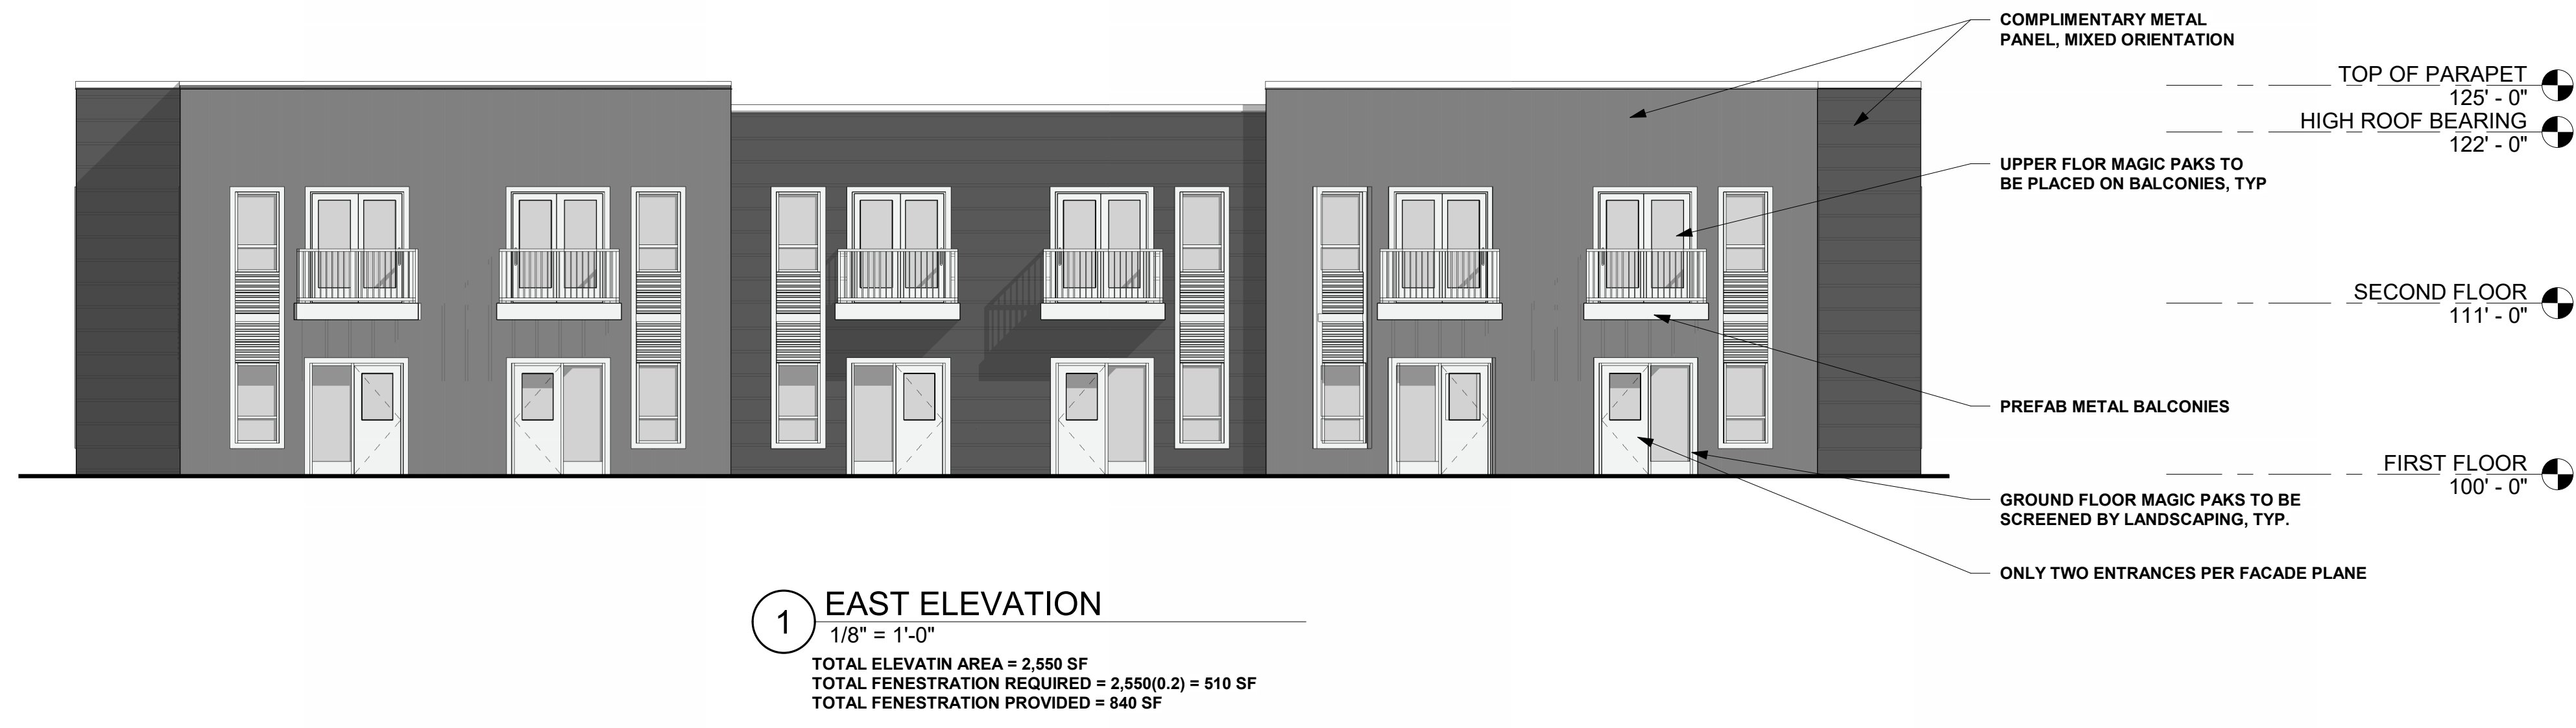 COMPLIMENTARY METAL
PANEL, MIXED ORIENTATION
TOP OF PARAPET
125' - 0"
HIGH ROOF BEARING
122' - 0"
UPPER FLOR MAGIC PAKS TO
BE PLACED ON BALCONIES, TYP
SECOND FLOOR
111' - 0"
PREFAB METAL BALCONIES
FIRST FLOOR
100' - 0"
GROUND FLOOR MAGIC PAKS TO BE
SCREENED BY LANDSCAPING, TYP.
ONLY TWO ENTRANCES PER FACADE PLANE
1
EAST ELEVATION
1/8" = 1'-0"
TOTAL ELEVATIN AREA = 2,550 SF
TOTAL FENESTRATION REQUIRED = 2,550(0.2) = 510 SF
TOTAL FENESTRATION PROVIDED = 840 SF